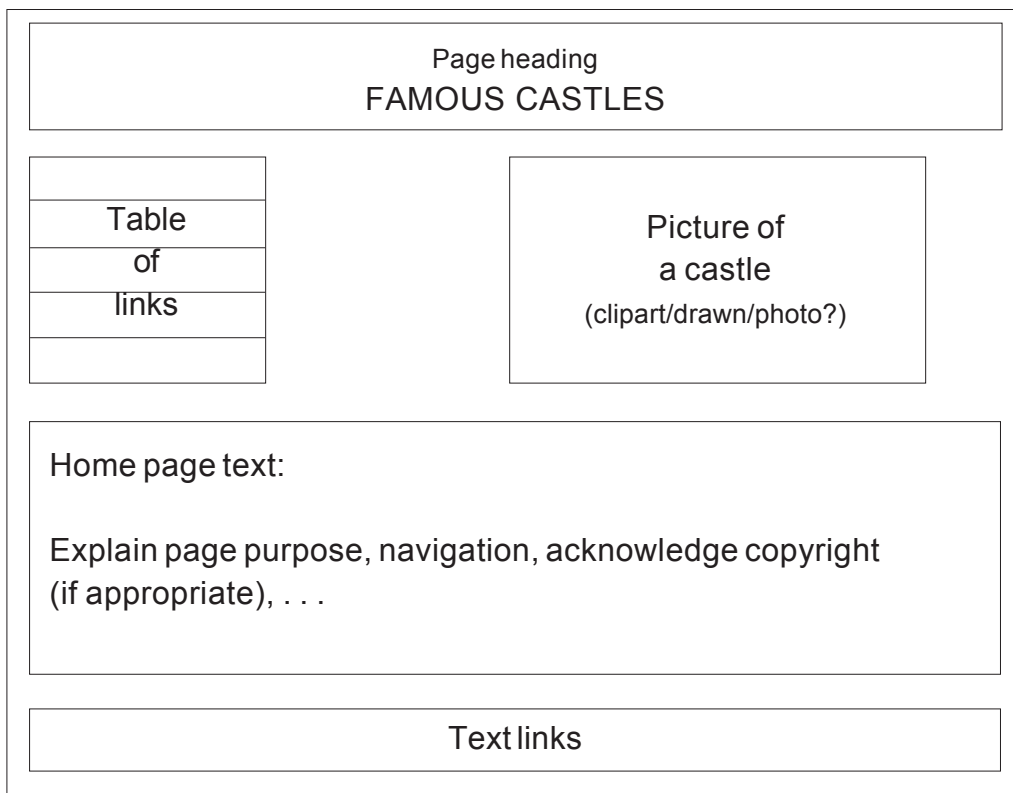 Page heading
FAMOUS CASTLES
Table
of
links
Picture of
a castle
(clipart/drawn/photo?)
Home page text:
Explain page purpose, navigation, acknowledge copyright
(if appropriate), . . .
Text links